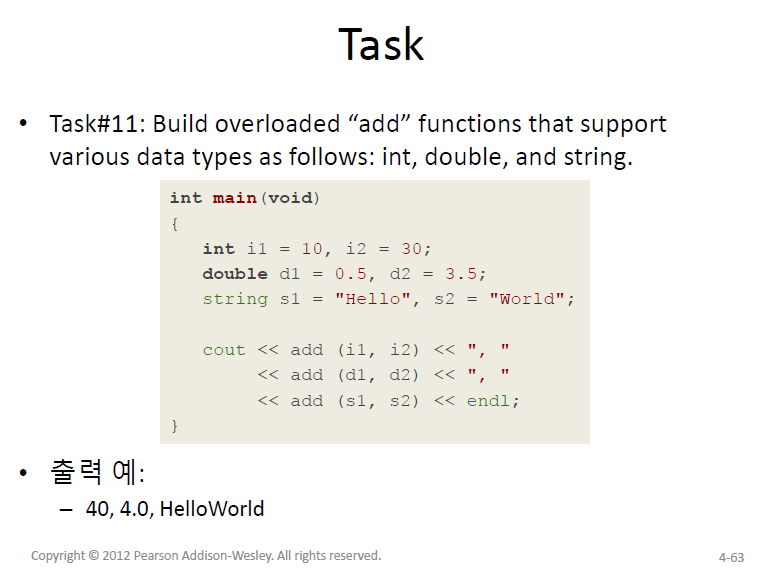 Task
• Task#11: Build overloaded “add” functions that support
various data types as follows: int, double, and string.
int main(void)
{
int i1 = 10, i2 = 30;
double d1 = 0.5, d2 = 3.5;
string s1 = "Hello", s2 = "World";
cout << add (i1, i2) << ", "
<< add (d1, d2) << ", "
<< add (s1, s2) << endl;
}
• 출력 예:
– 40, 4.0, HelloWorld
Copyright © 2012 Pearson Addison-Wesley. All rights reserved.
4-63